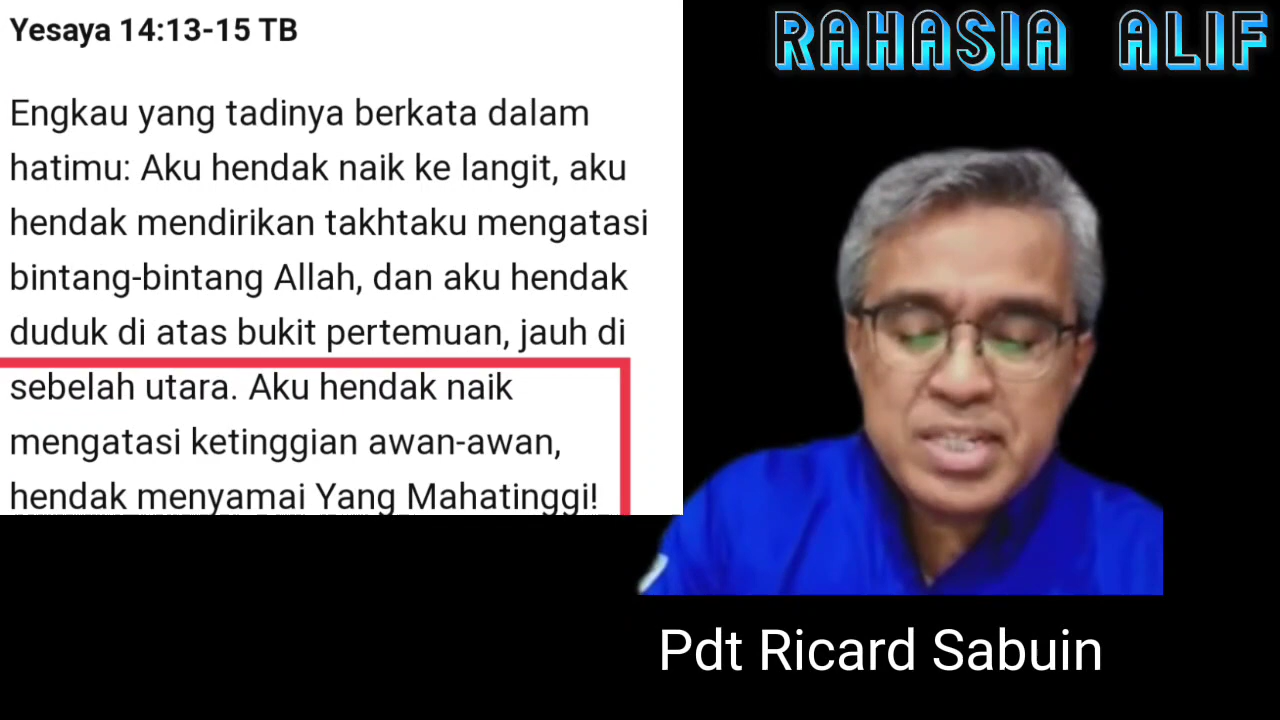 Yesaya 14:13-15 TB
Engkau yang tadinya berkata dalam
hatimu: Aku hendak naik ke langit, aku
hendak mendirikan takhtaku mengatasi
bintang-bintang Allah, dan aku hendak
duduk di atas bukit pertemuan, jauh di
sebelah utara. Aku hendak naik
mengatasi ketinggian awan-awan,
hendak menyamai Yang Mahatinggi!
RAHASIA ALIF
Pdt Ricard Sabuin